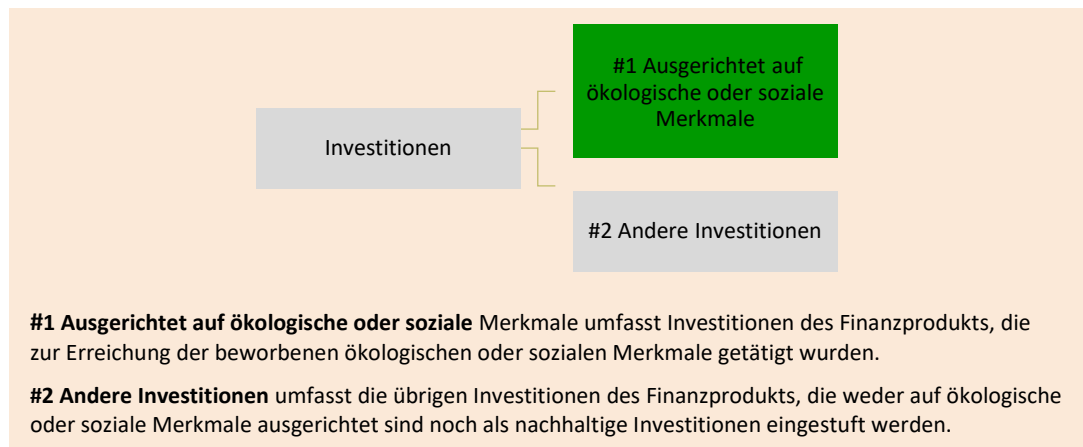 #1 Ausgerichtet auf
ökologische oder soziale
Merkmale
Investitionen
#2 Andere Investitionen
#1 Ausgerichtet auf ökologische oder soziale Merkmale umfasst Investitionen des Finanzprodukts, die
zur Erreichung der beworbenen ökologischen oder sozialen Merkmale getätigt wurden.
#2 Andere Investitionen umfasst die übrigen Investitionen des Finanzprodukts, die weder auf ökologische
oder soziale Merkmale ausgerichtet sind noch als nachhaltige Investitionen eingestuft werden.